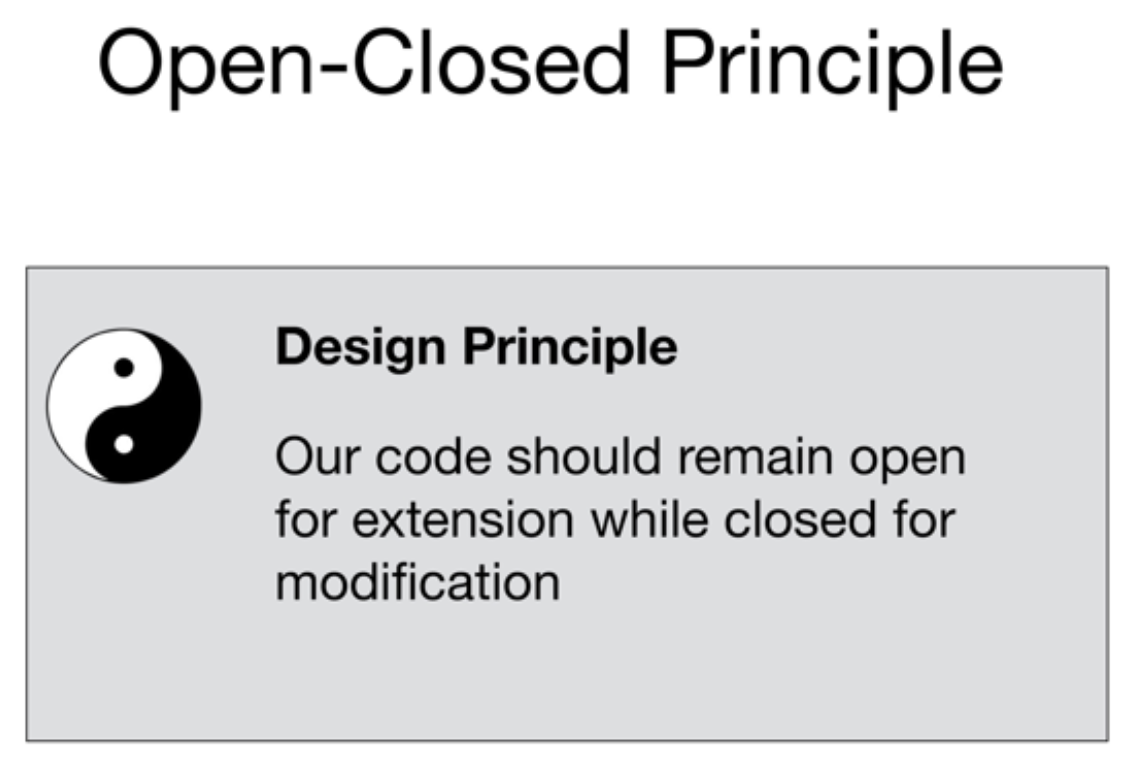 Open-Closed Principle
Design Principle
Our code should remain open
for extension while closed for
modification